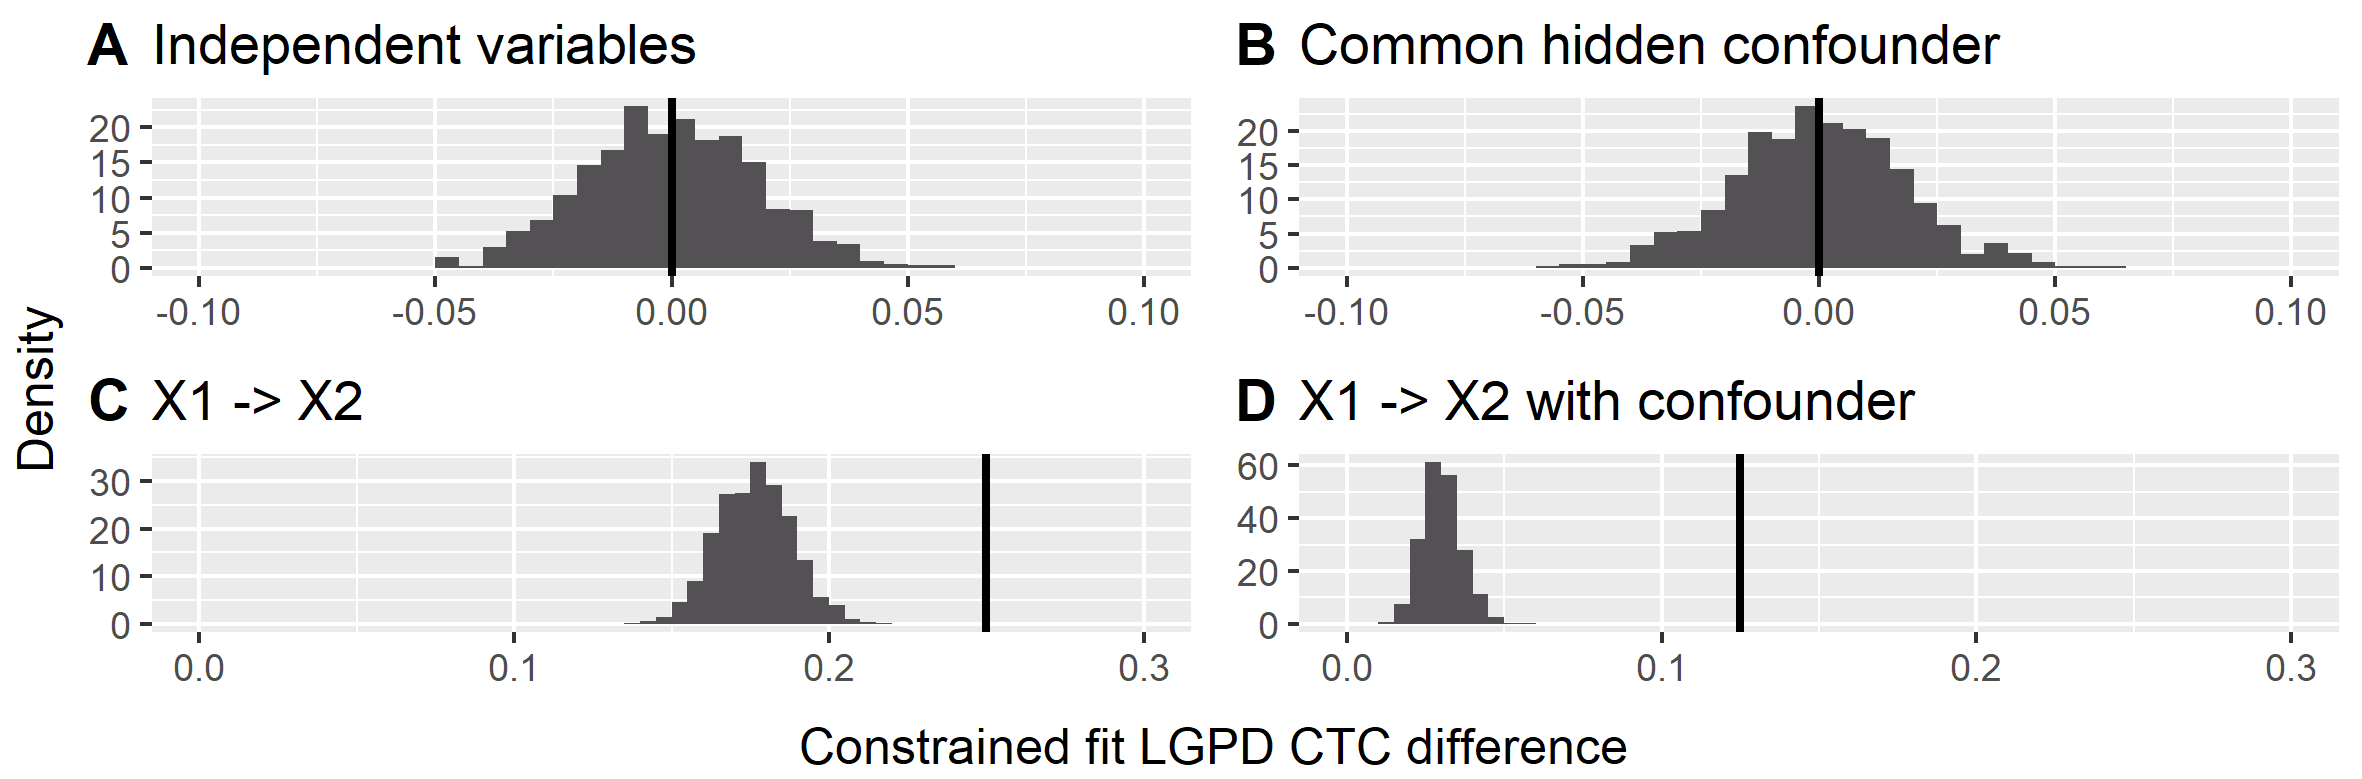 A Independent variables
20
15
10
5
0
-0.10 -0.05 0.00 0.05 0.10
B Common hidden confounder
20
15
10
5
0
-0.10 -0.05 0.00 0.05 0.10
Density
C X1 -> X2
30
20
10
0
0.0 0.1 0.2 0.3
D X1 -> X2 with confounder
60
40
20
0
0.0 0.1 0.2 0.3
Constrained fit LGPD CTC difference